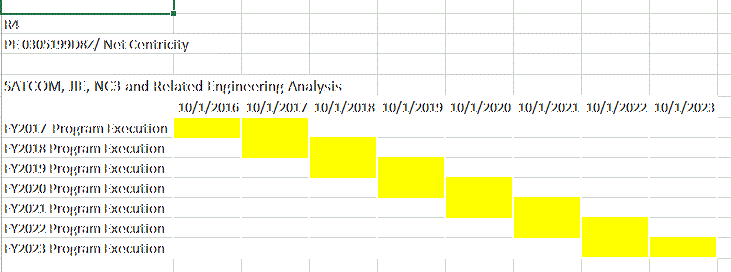 R4
PE 0305199D8Z/ Net Centricity
SATCOM, JIE, NC3 and Related Engineering Analysis
10/1/2016 10/1/2017 10/1/2018 10/1/2019 10/1/2020 10/1/2021 10/1/2022 10/1/2023
FY2017 Program Execution
FY2018 Program Execution
FY2019 Program Execution
FY2020 Program Execution
FY2021 Program Execution
FY2022 Program Execution
FY2023 Program Execution